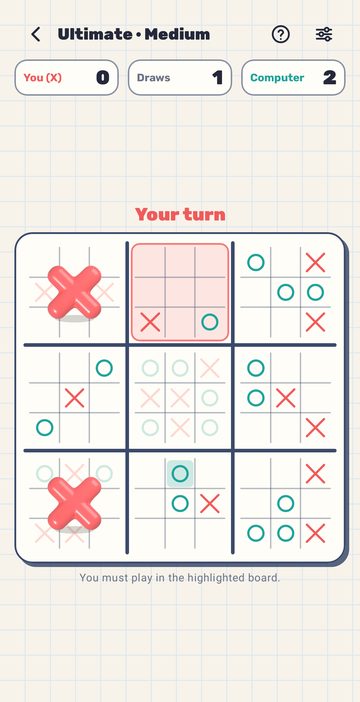 Ultimate • Medium
You (X) 0 Draws 1 Computer 2
Your turn
You must play in the highlighted board.